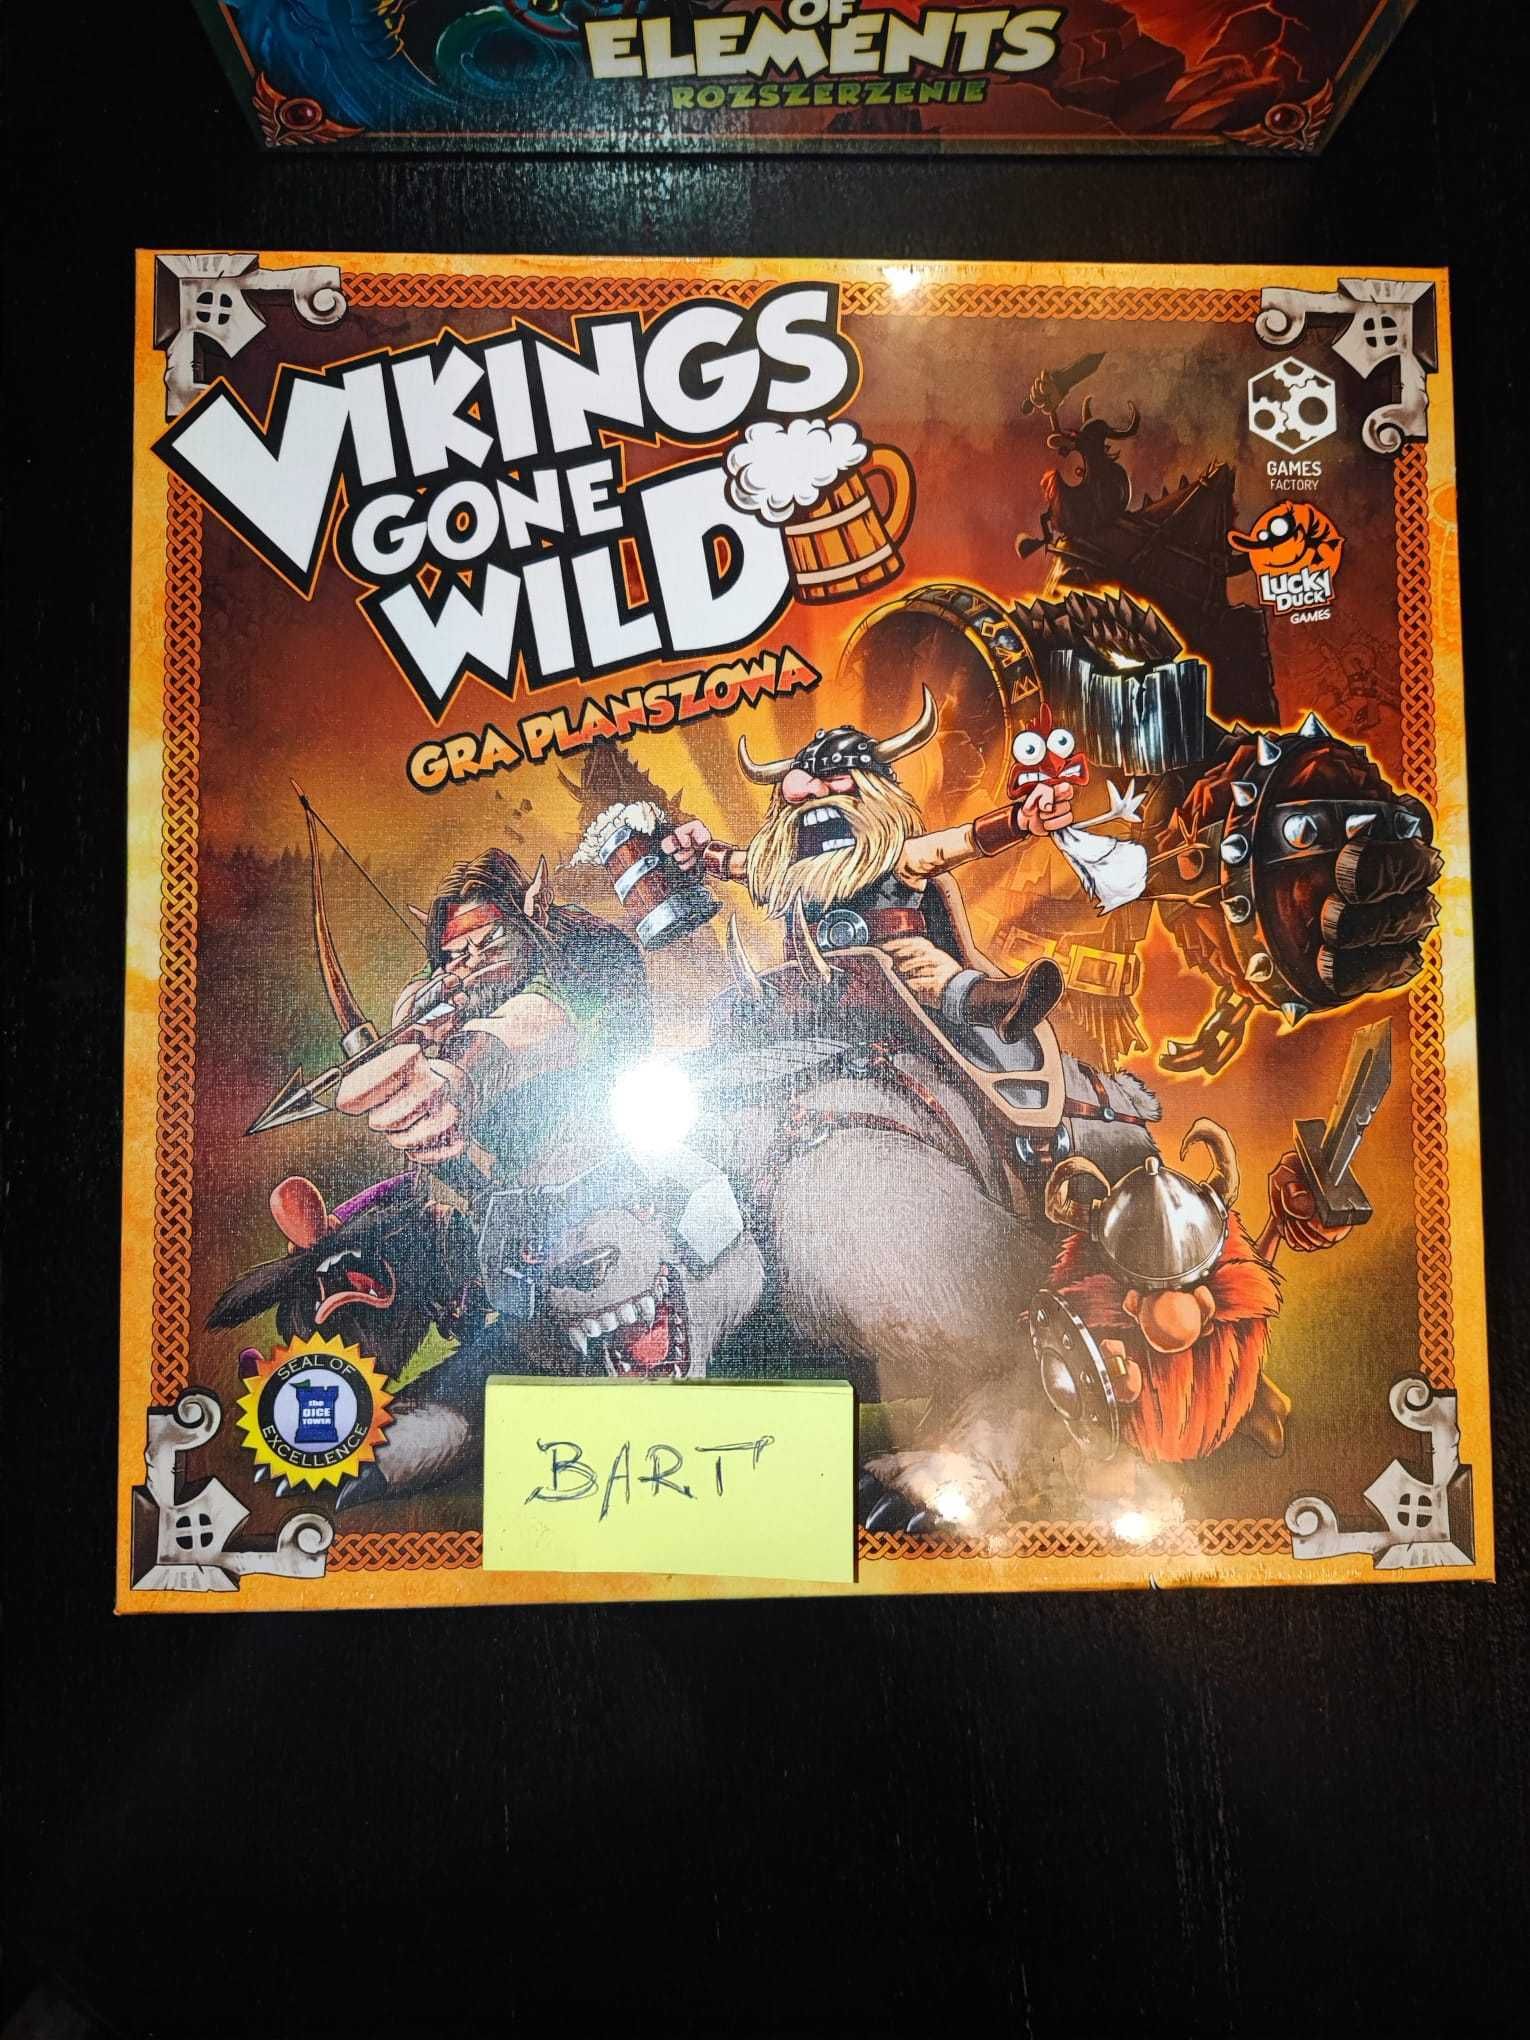 OF
ELEMENTS
ROZSZERZENIE
VIKINGS
GONE
WILD
GRA PLANSZOWA
GAMES
FACTORY
LUCKY
DUCK
GAMES
SEAL OF
the
DICE
TOWER
EXCELLENCE
BART